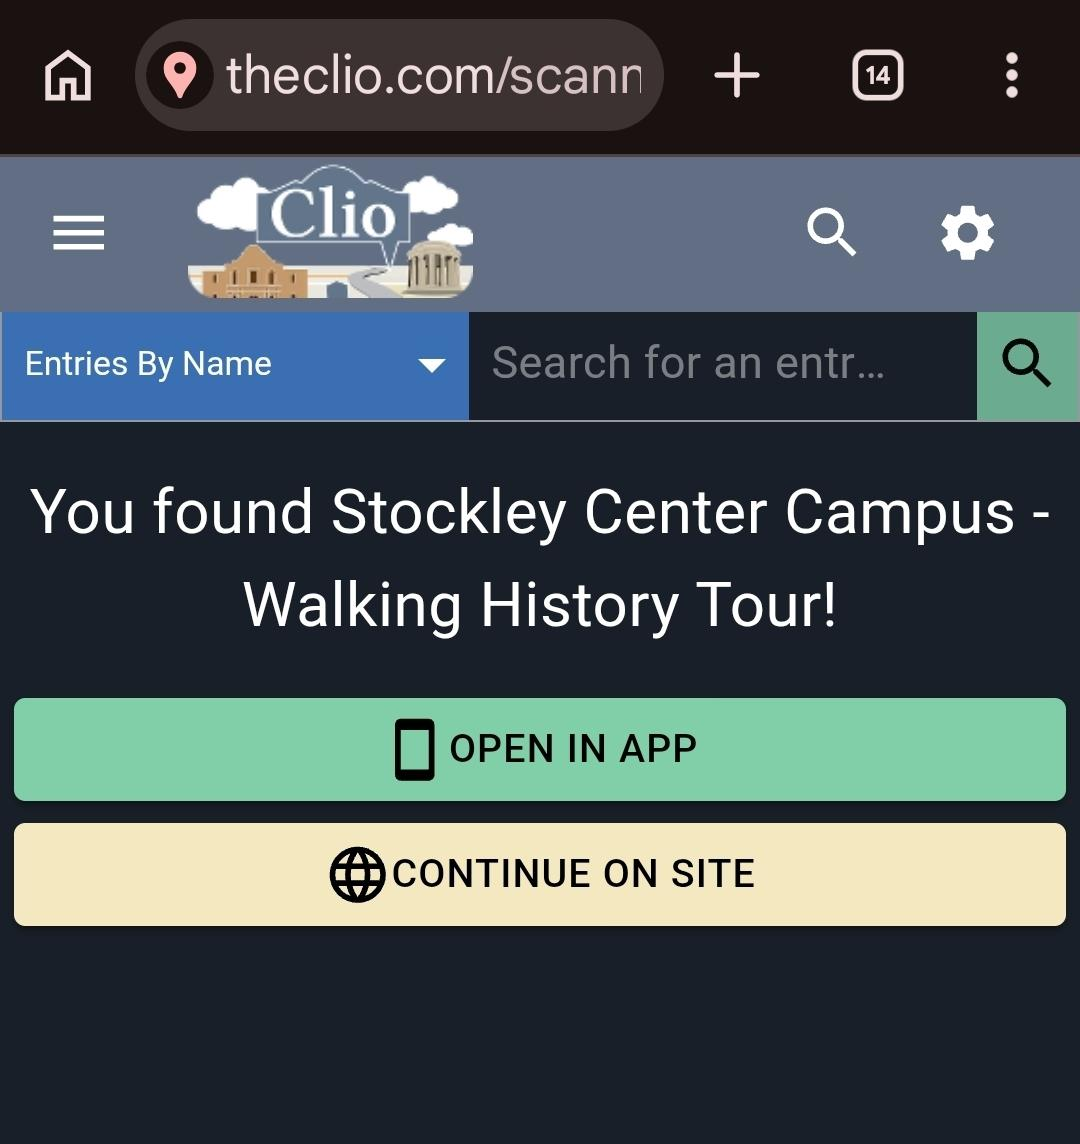 theclio.com/scann
14
Clio
Entries By Name
Search for an entr...
You found Stockley Center Campus -
Walking History Tour!
OPEN IN APP
CONTINUE ON SITE